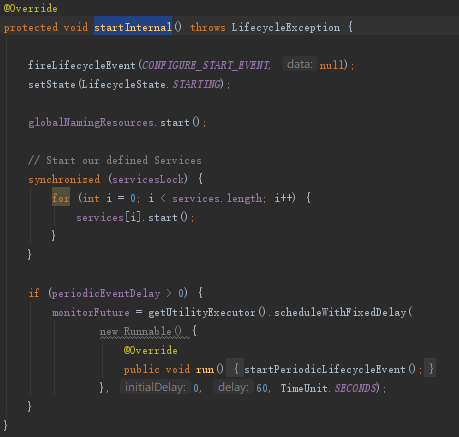 @Override
protected void startInternal() throws LifecycleException {
fireLifecycleEvent(CONFIGURE_START_EVENT, data: null);
setState(LifecycleState.STARTING);
globalNamingResources.start();
// Start our defined Services
synchronized (servicesLock) {
for (int i = 0; i < services.length; i++) {
services[i].start();
}
}
if (periodicEventDelay > 0) {
monitorFuture = getUtilityExecutor().scheduleWithFixedDelay(
new Runnable() {
@Override
public void run() { startPeriodicLifecycleEvent(); }
}, initialDelay: 0, delay: 60, TimeUnit.SECONDS);
}
}